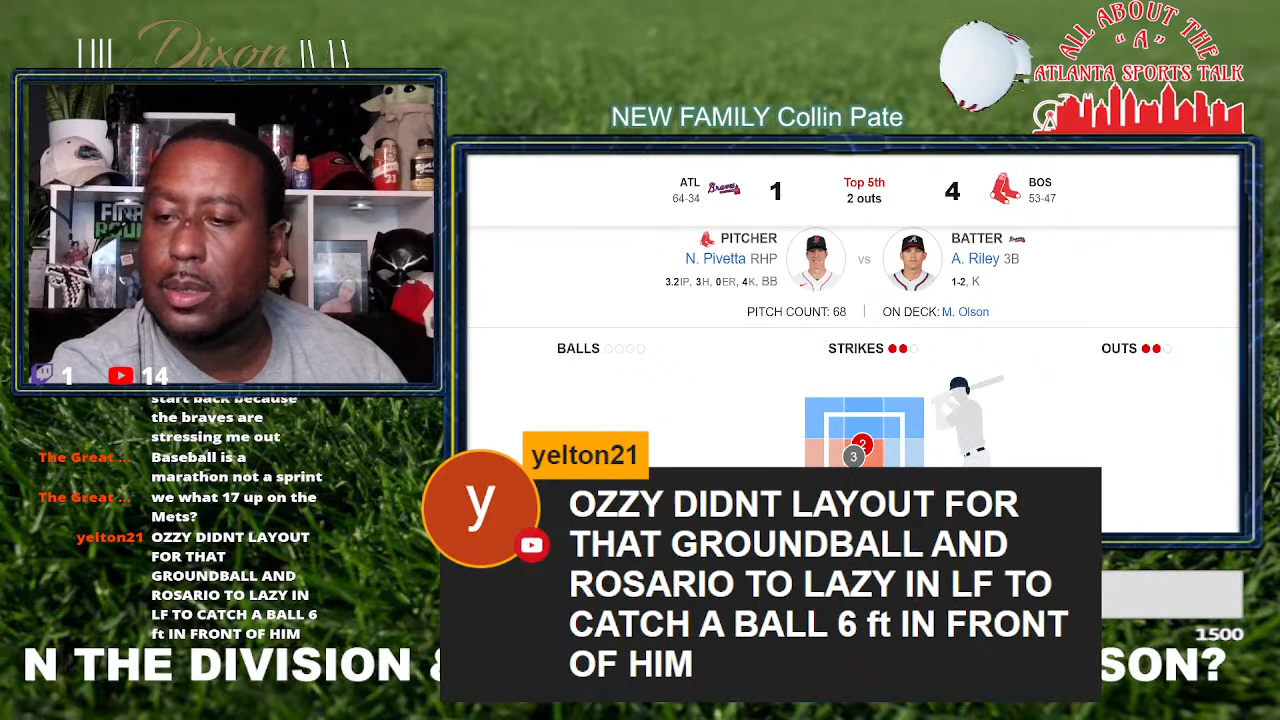 Dixon
ALL ABOUT THE
"A"
ATLANTA SPORTS TALK
NEW FAMILY Collin Pate
ATL
64-34
Braves
1
Top 5th
2 outs
4
BOS
53-47
PITCHER
N. Pivetta RHP
3.2IP, 3H, 0ER, 4K, BB
vs
BATTER
A. Riley 3B
1-2, K
PITCH COUNT: 68
ON DECK: M. Olson
BALLS
STRIKES
OUTS
2
3
1
14
start back because
the braves are
stressing me out
The Great ... Baseball is a
marathon not a sprint
The Great ... we what 17 up on the
Mets?
yelton21 OZZY DIDNT LAYOUT
FOR THAT
GROUNDBALL AND
ROSARIO TO LAZY IN
LF TO CATCH A BALL 6
ft IN FRONT OF HIM
yelton21
y
OZZY DIDNT LAYOUT FOR
THAT GROUNDBALL AND
ROSARIO TO LAZY IN LF TO
CATCH A BALL 6 ft IN FRONT
OF HIM
1500
N THE DIVISION &
SON?